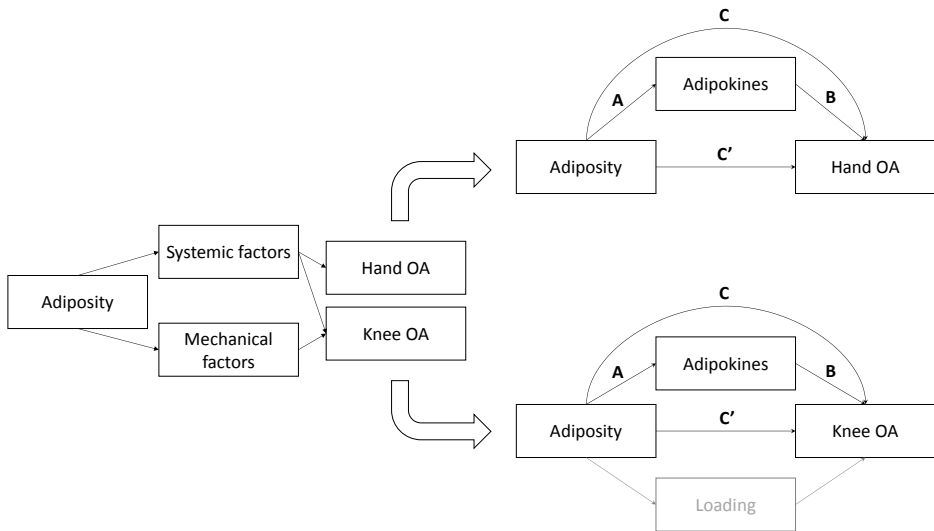 Adiposity
Systemic factors
Mechanical
factors
Hand OA
Knee OA
C
Adipokines
A
B
Adiposity
C'
Hand OA
C
Adipokines
A
B
Adiposity
C'
Knee OA
Loading